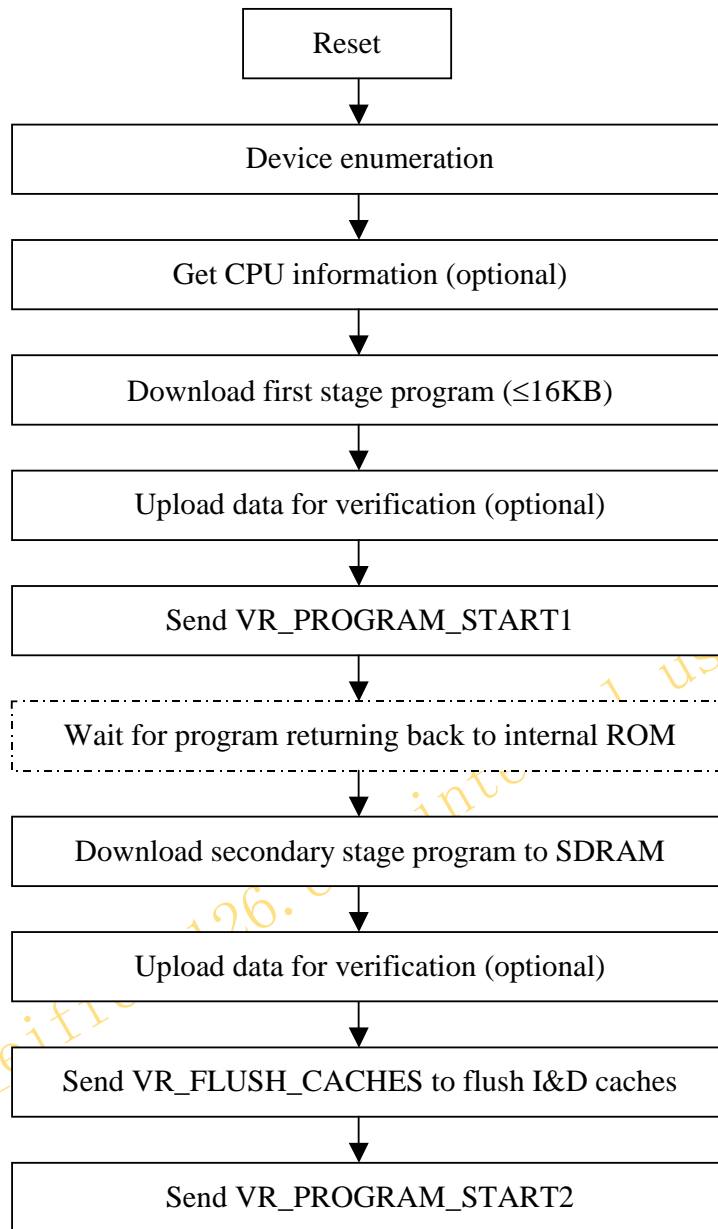 Reset
Device enumeration
Get CPU information (optional)
Download first stage program (≤16KB)
Upload data for verification (optional)
Send VR_PROGRAM_START1
Wait for program returning back to internal ROM
Download secondary stage program to SDRAM
Upload data for verification (optional)
Send VR_FLUSH_CACHES to flush I&D caches
Send VR_PROGRAM_START2